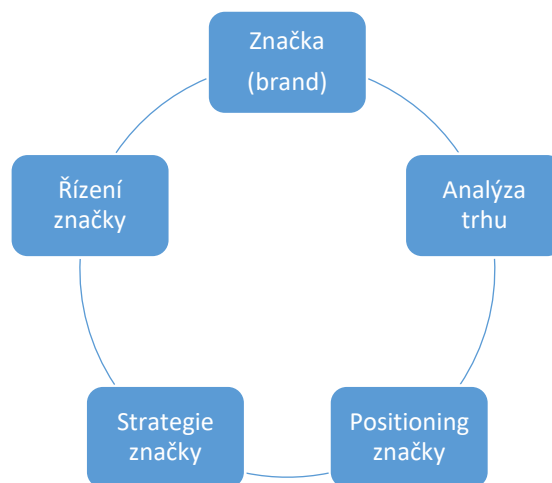 Značka
(brand)
Analýza
trhu
Positioning
značky
Strategie
značky
Řízení
značky